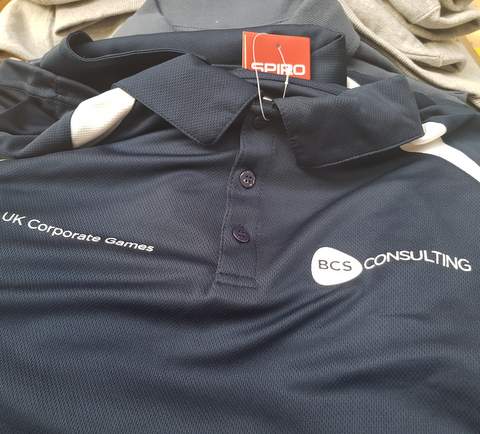 SPIRO
UK Corporate Games
BCS CONSULTING